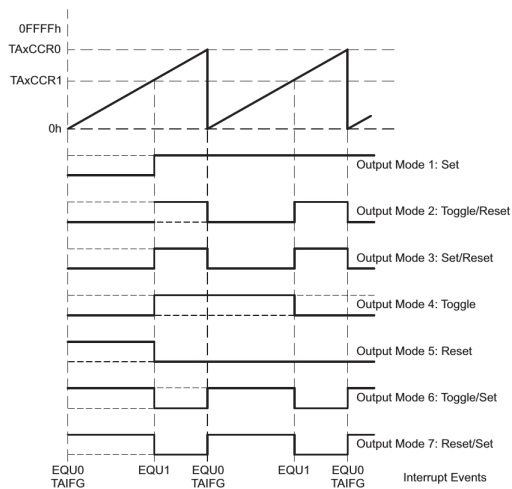 0FFFFh
TAxCCR0
TAxCCR1
0h
Output Mode 1: Set
Output Mode 2: Toggle/Reset
Output Mode 3: Set/Reset
Output Mode 4: Toggle
Output Mode 5: Reset
Output Mode 6: Toggle/Set
Output Mode 7: Reset/Set
EQU0 EQU1 EQU0 EQU1 EQU0 Interrupt Events
TAIFG TAIFG TAIFG